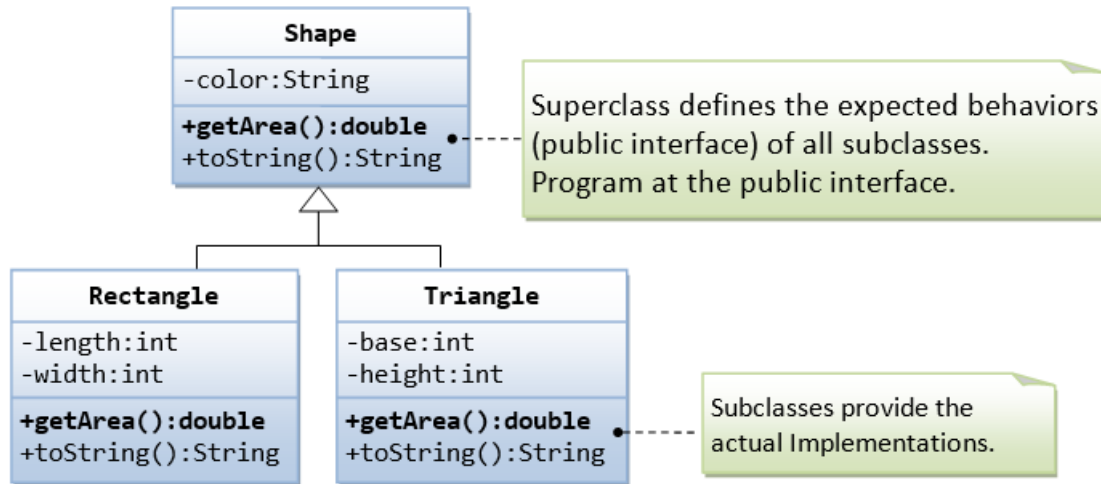 Shape
-color:String
+getArea():double
+toString():String
Superclass defines the expected behaviors
(public interface) of all subclasses.
Program at the public interface.
Rectangle
-length:int
-width:int
+getArea():double
+toString():String
Triangle
-base:int
-height:int
+getArea():double
+toString():String
Subclasses provide the
actual Implementations.